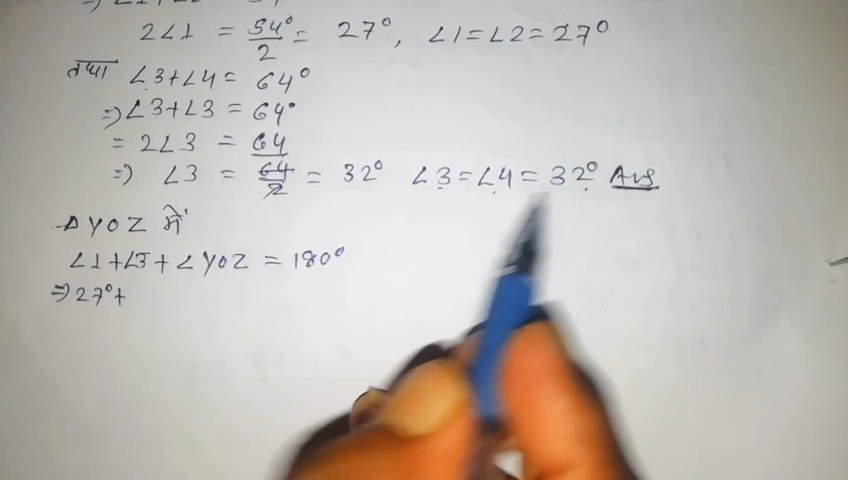 2∠1 = 54°/2 = 27°, ∠1=∠2=27°
तथा ∠3+∠4= 64°
=)∠3+∠3 = 64°
= 2∠3 = 64
=) ∠3 = 64/2 = 32° ∠3=∠4=32° Ans
△YOZ में
∠1+∠3+∠YOZ =180°
=)27°+